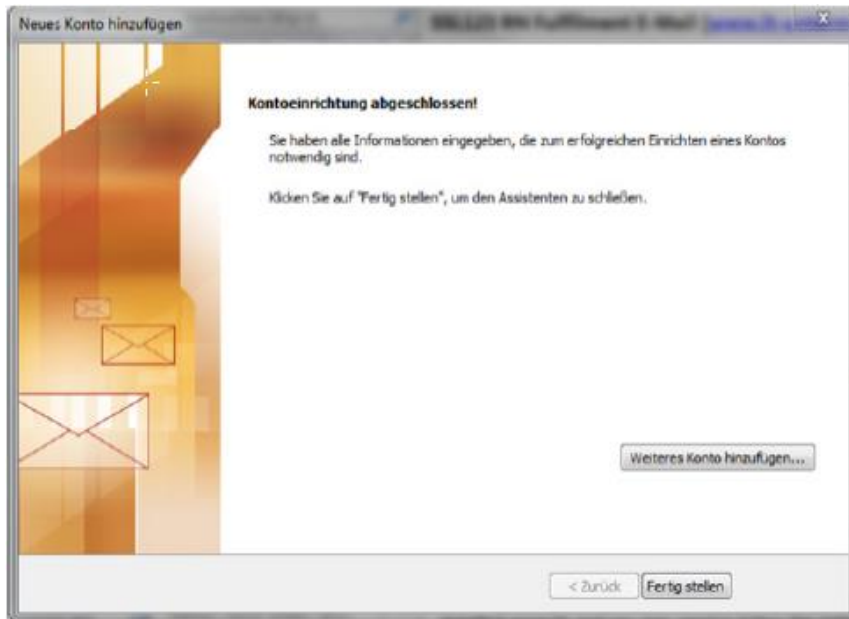 Neues Konto hinzufügen
Kontoeinrichtung abgeschlossen!
Sie haben alle Informationen eingegeben, die zum erfolgreichen Einrichten eines Kontos
notwendig sind.
Klicken Sie auf "Fertig stellen", um den Assistenten zu schließen.
Weiteres Konto hinzufügen...
< Zurück
Fertig stellen